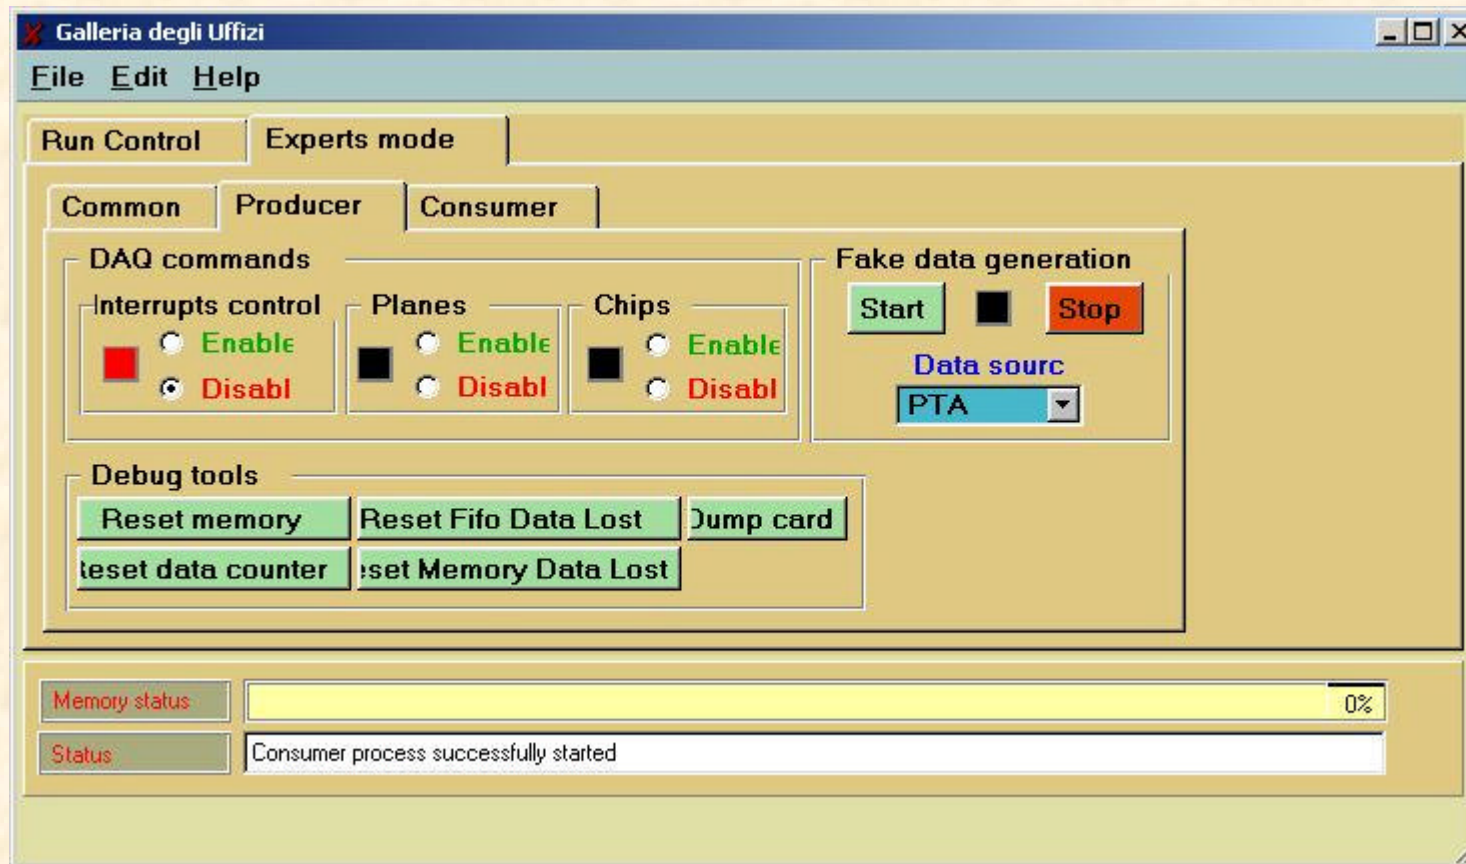 Galleria degli Uffizi
File Edit Help
Run Control Experts mode
Common Producer Consumer
DAQ commands Fake data generation
Interrupts control Planes Chips
Start Stop
Enable Enable Enable
Disabl Disabl Disabl
Data sourc
PTA
Debug tools
Reset memory Reset Fifo Data Lost Dump card
Reset data counter eset Memory Data Lost
Memory status 0%
Status Consumer process successfully started